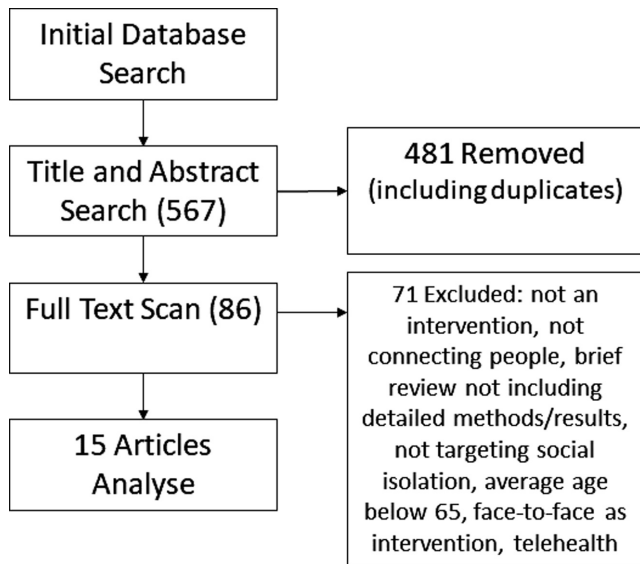 Initial Database
Search
Title and Abstract
Search (567)
481 Removed
(including duplicates)
Full Text Scan (86)
71 Excluded: not an
intervention, not
connecting people, brief
review not including
detailed methods/results,
not targeting social
isolation, average age
below 65, face-to-face as
intervention, telehealth
15 Articles
Analyse